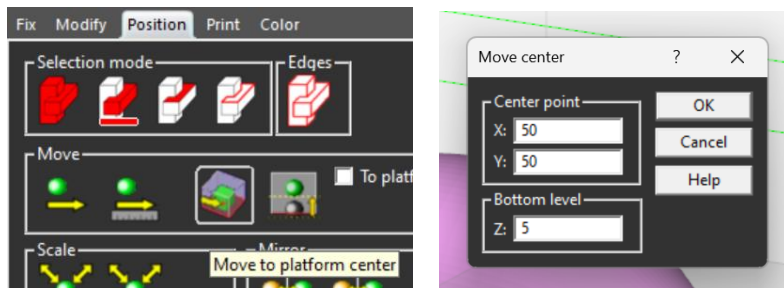 Fix Modify Position Print Color
Selection mode
Edges
Move
To platf
Move to platform center
Scale
Mirror
Move center ? X
Center point
X: 50
Y: 50
OK
Cancel
Help
Bottom level
Z: 5